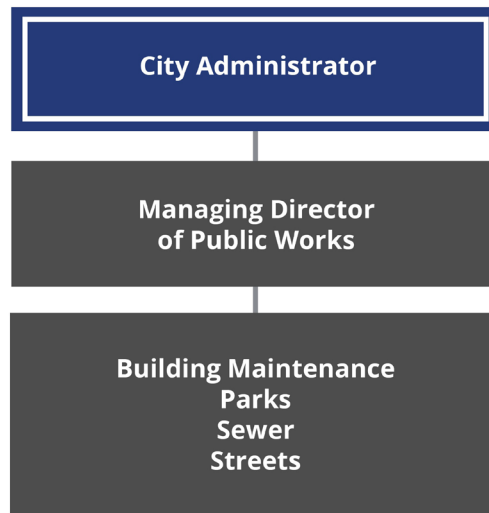 City Administrator
Managing Director
of Public Works
Building Maintenance
Parks
Sewer
Streets